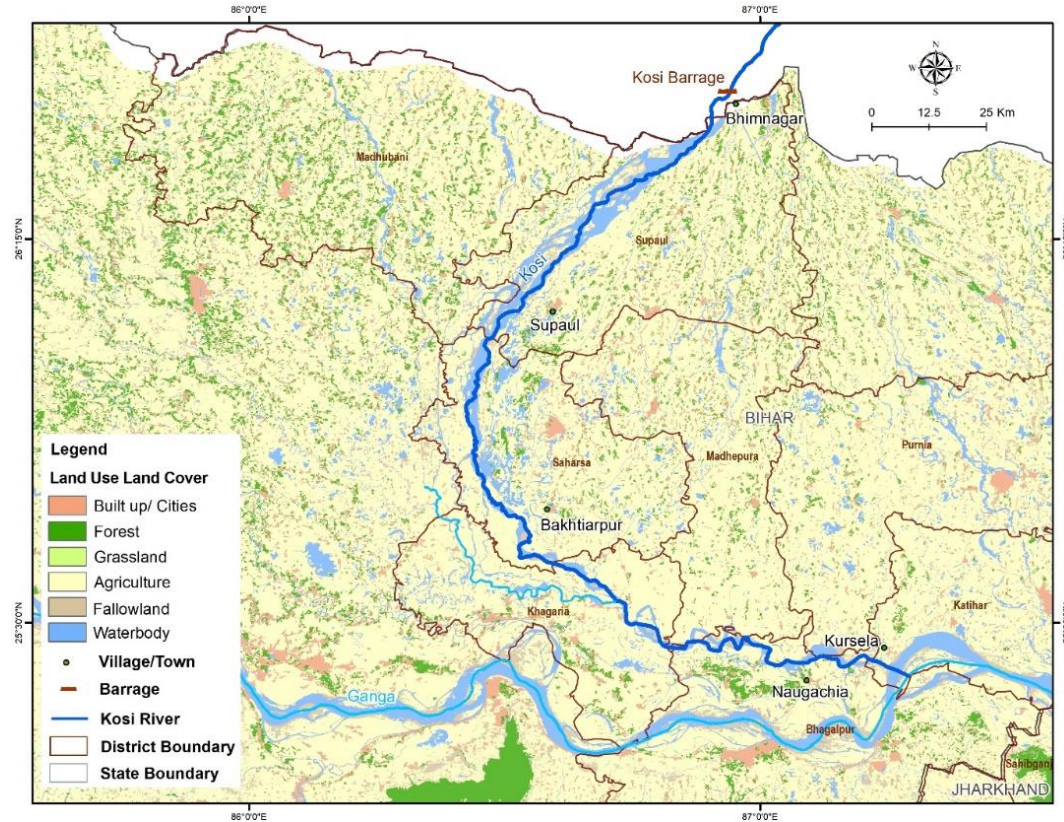 86°0'0"E
87°0'0"E
N
W
E
S
0 12.5 25 Km
Kosi Barrage
Bhimnagar
Madhubani
26°15'0"N
Supaul
Kosi
Supaul
BIHAR
Purnia
Madhepura
Saharsa
Bakhtiarpur
Katihar
Khagaria
25°30'0"N
Kursela
Naugachia
Ganga
Bhagalpur
Sahibganj
JHARKHAND
Legend
Land Use Land Cover
Built up/ Cities
Forest
Grassland
Agriculture
Fallowland
Waterbody
Village/Town
Barrage
Kosi River
District Boundary
State Boundary
86°0'0"E
87°0'0"E